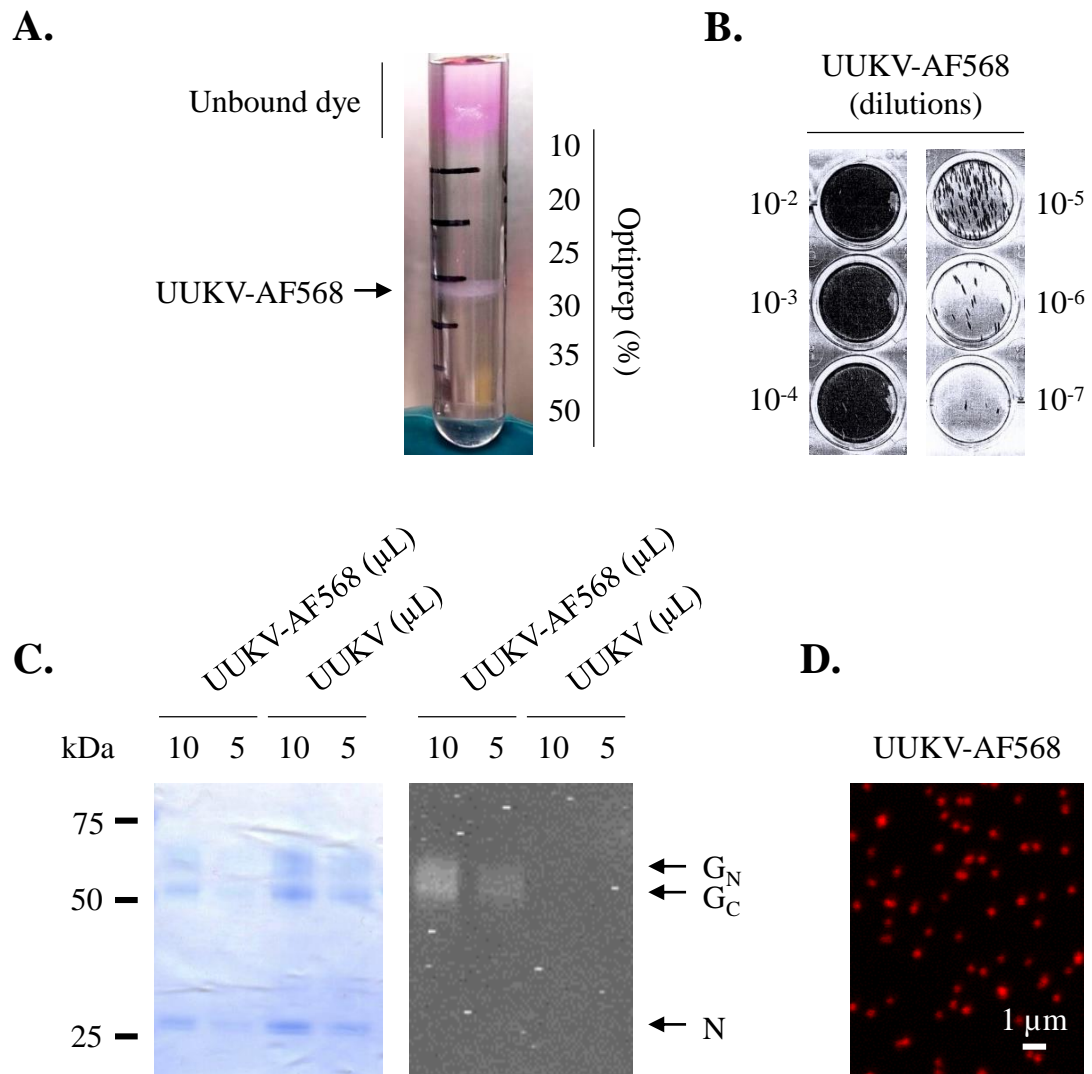 A.
Unbound dye
UUKV-AF568
10
20
25
30
35
50
Optiprep (%)
B.
UUKV-AF568
(dilutions)
10-2
10-3
10-4
10-5
10-6
10-7
C.
UUKV-AF568 (µL)
UUKV (µL)
UUKV-AF568 (µL)
UUKV (µL)
kDa
10 5 10 5
10 5 10 5
75
50
25
GN
GC
N
D.
UUKV-AF568
1 µm